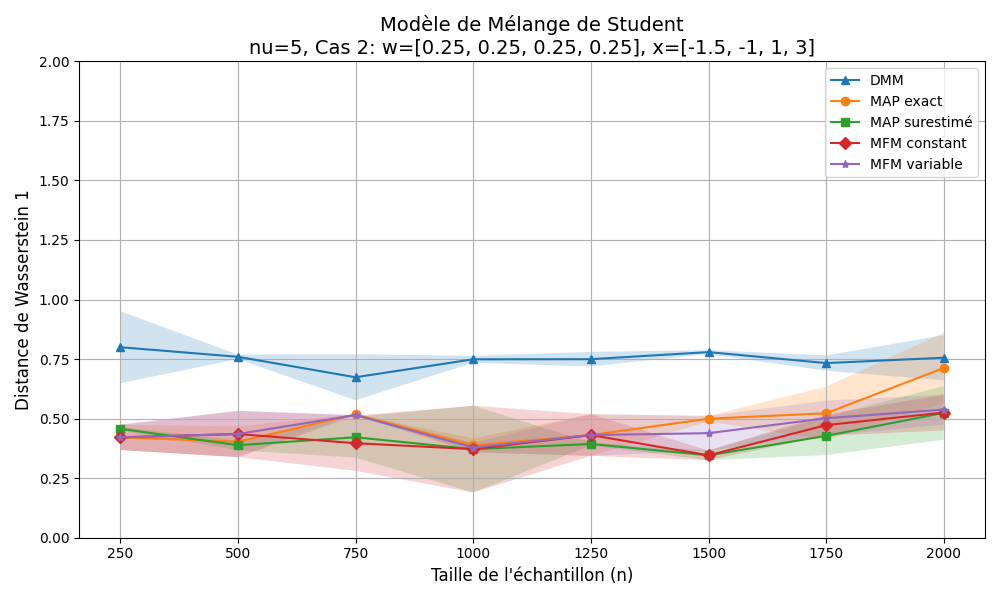 Modèle de Mélange de Student
nu=5, Cas 2: w=[0.25, 0.25, 0.25, 0.25], x=[-1.5, -1, 1, 3]
DMM
MAP exact
MAP surestimé
MFM constant
MFM variable
Distance de Wasserstein 1
2.00
1.75
1.50
1.25
1.00
0.75
0.50
0.25
0.00
250 500 750 1000 1250 1500 1750 2000
Taille de l'échantillon (n)